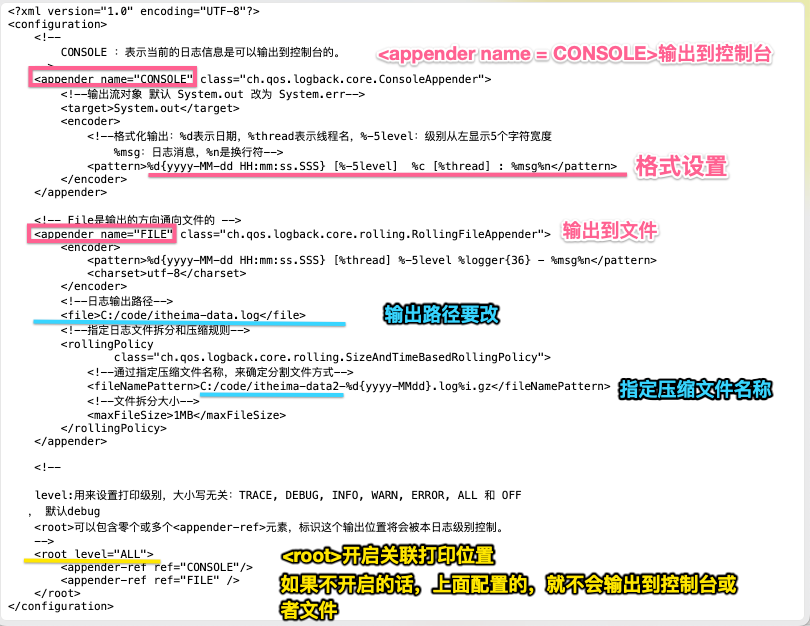 <?xml version="1.0" encoding="UTF-8"?>
<configuration>
<!--
CONSOLE ：表示当前的日志信息是可以输出到控制台的。
-->
<appender name = CONSOLE>输出到控制台
<appender name="CONSOLE" class="ch.qos.logback.core.ConsoleAppender">
<!--输出流对象 默认 System.out 改为 System.err-->
<target>System.out</target>
<encoder>
<!--格式化输出：%d表示日期，%thread表示线程名，%-5level：级别从左显示5个字符宽度
%msg：日志消息，%n是换行符-->
<pattern>%d{yyyy-MM-dd HH:mm:ss.SSS} [%-5level]  %c [%thread] : %msg%n</pattern>
格式设置
</encoder>
</appender>
<!-- File是输出的方向通向文件的 -->
<appender name="FILE" class="ch.qos.logback.core.rolling.RollingFileAppender">
输出到文件
<encoder>
<pattern>%d{yyyy-MM-dd HH:mm:ss.SSS} [%thread] %-5level %logger{36} - %msg%n</pattern>
<charset>utf-8</charset>
</encoder>
<!--日志输出路径-->
<file>C:/code/itheima-data.log</file>
输出路径要改
<!--指定日志文件拆分和压缩规则-->
<rollingPolicy
class="ch.qos.logback.core.rolling.SizeAndTimeBasedRollingPolicy">
<!--通过指定压缩文件名称，来确定分割文件方式-->
<fileNamePattern>C:/code/itheima-data2-%d{yyyy-MMdd}.log%i.gz</fileNamePattern>
指定压缩文件名称
<!--文件拆分大小-->
<maxFileSize>1MB</maxFileSize>
</rollingPolicy>
</appender>
<!--
level:用来设置打印级别，大小写无关：TRACE, DEBUG, INFO, WARN, ERROR, ALL 和 OFF
， 默认debug
<root>可以包含零个或多个<appender-ref>元素，标识这个输出位置将会被本日志级别控制。
-->
<root level="ALL">
<appender-ref ref="CONSOLE"/>
<appender-ref ref="FILE" />
</root>
</configuration>
<root>开启关联打印位置
如果不开启的话，上面配置的，就不会输出到控制台或
者文件